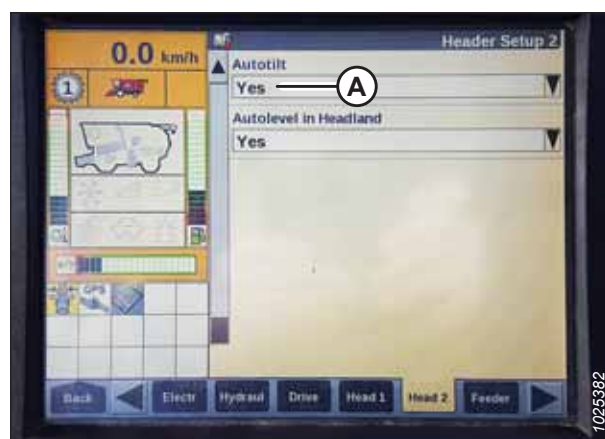 0.0 km/h
Header Setup 2
1
Autotilt
Yes
A
Autolevel in Headland
Yes
Back
Electr
Hydraul
Drive
Head 1
Head 2
Feeder
1025382